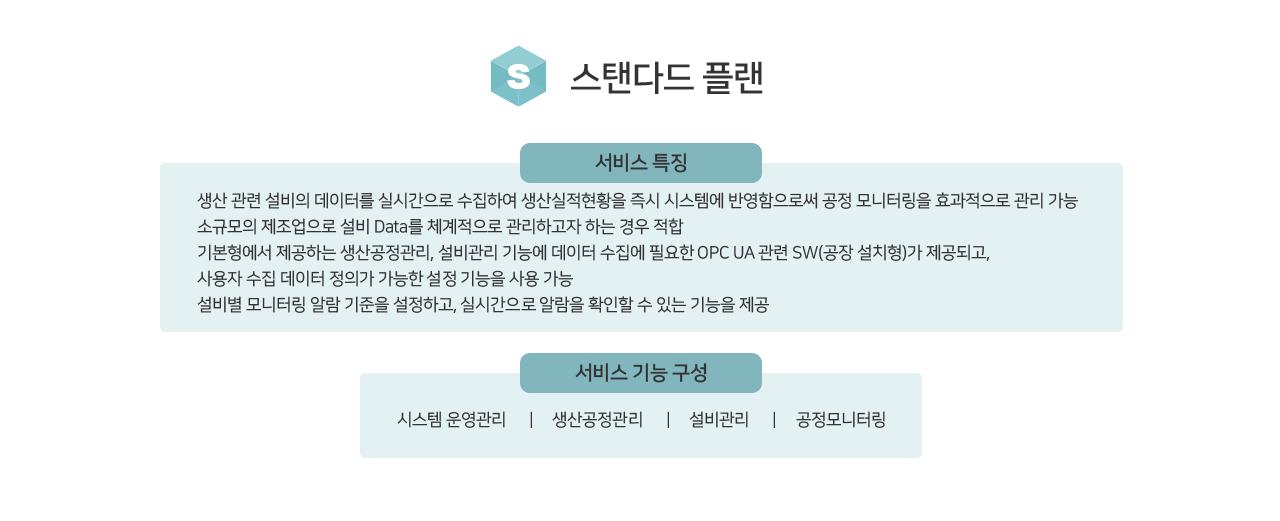 S 스탠다드 플랜
서비스 특징
생산 관련 설비의 데이터를 실시간으로 수집하여 생산실적현황을 즉시 시스템에 반영함으로써 공정 모니터링을 효과적으로 관리 가능
소규모의 제조업으로 설비 Data를 체계적으로 관리하고자 하는 경우 적합
기본형에서 제공하는 생산공정관리, 설비관리 기능에 데이터 수집에 필요한 OPC UA 관련 SW(공장 설치형)가 제공되고,
사용자 수집 데이터 정의가 가능한 설정 기능을 사용 가능
설비별 모니터링 알람 기준을 설정하고, 실시간으로 알람을 확인할 수 있는 기능을 제공
서비스 기능 구성
시스템 운영관리 | 생산공정관리 | 설비관리 | 공정모니터링